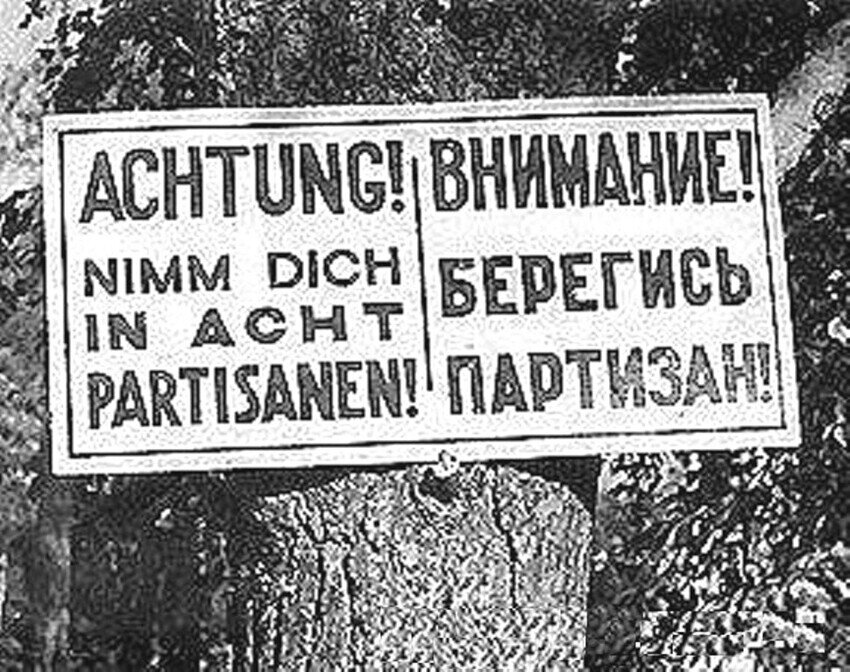 ACHTUNG!
NIMM DICH
IN ACHT
PARTISANEN!
ВНИМАНИЕ!
БЕРЕГИСЬ
ПАРТИЗАН!